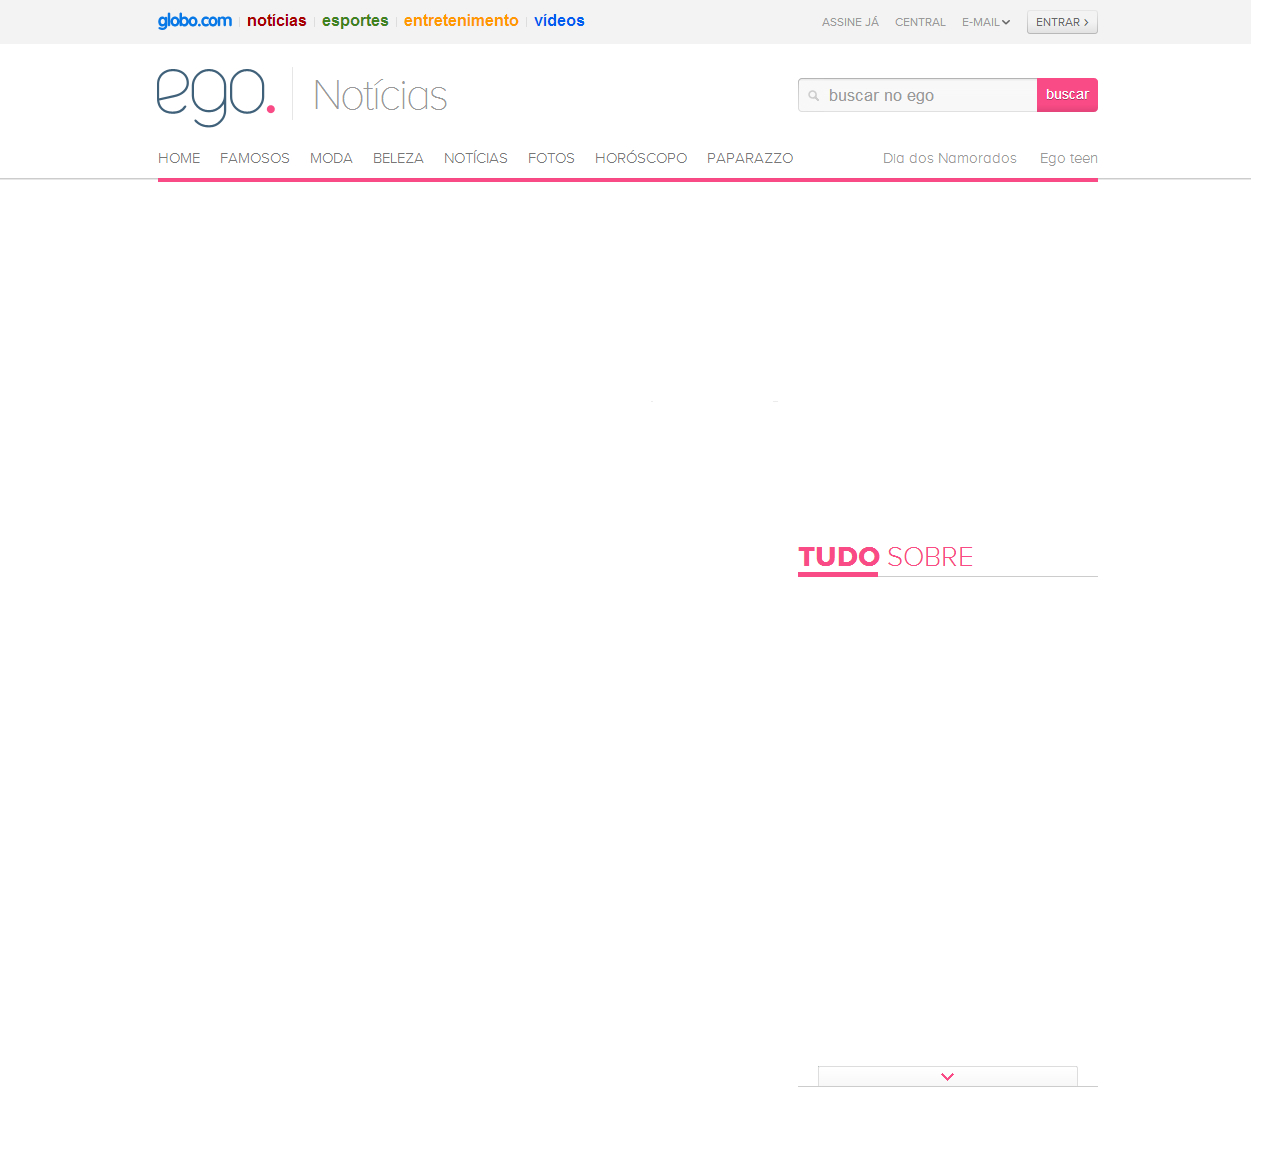 globo.com notícias esportes entretenimento vídeos ASSINE JÁ CENTRAL E-MAIL ENTRAR
ego. Notícias buscar no ego buscar
HOME FAMOSOS MODA BELEZA NOTÍCIAS FOTOS HORÓSCOPO PAPARAZZO Dia dos Namorados Ego teen
TUDO SOBRE